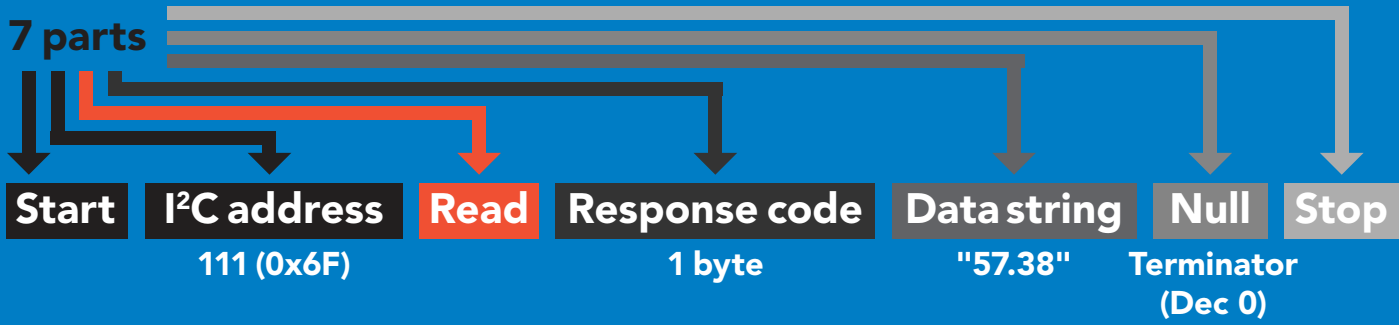 7 parts
Start I²C address Read Response code Data string Null Stop
111 (0x6F) 1 byte "57.38" Terminator
(Dec 0)